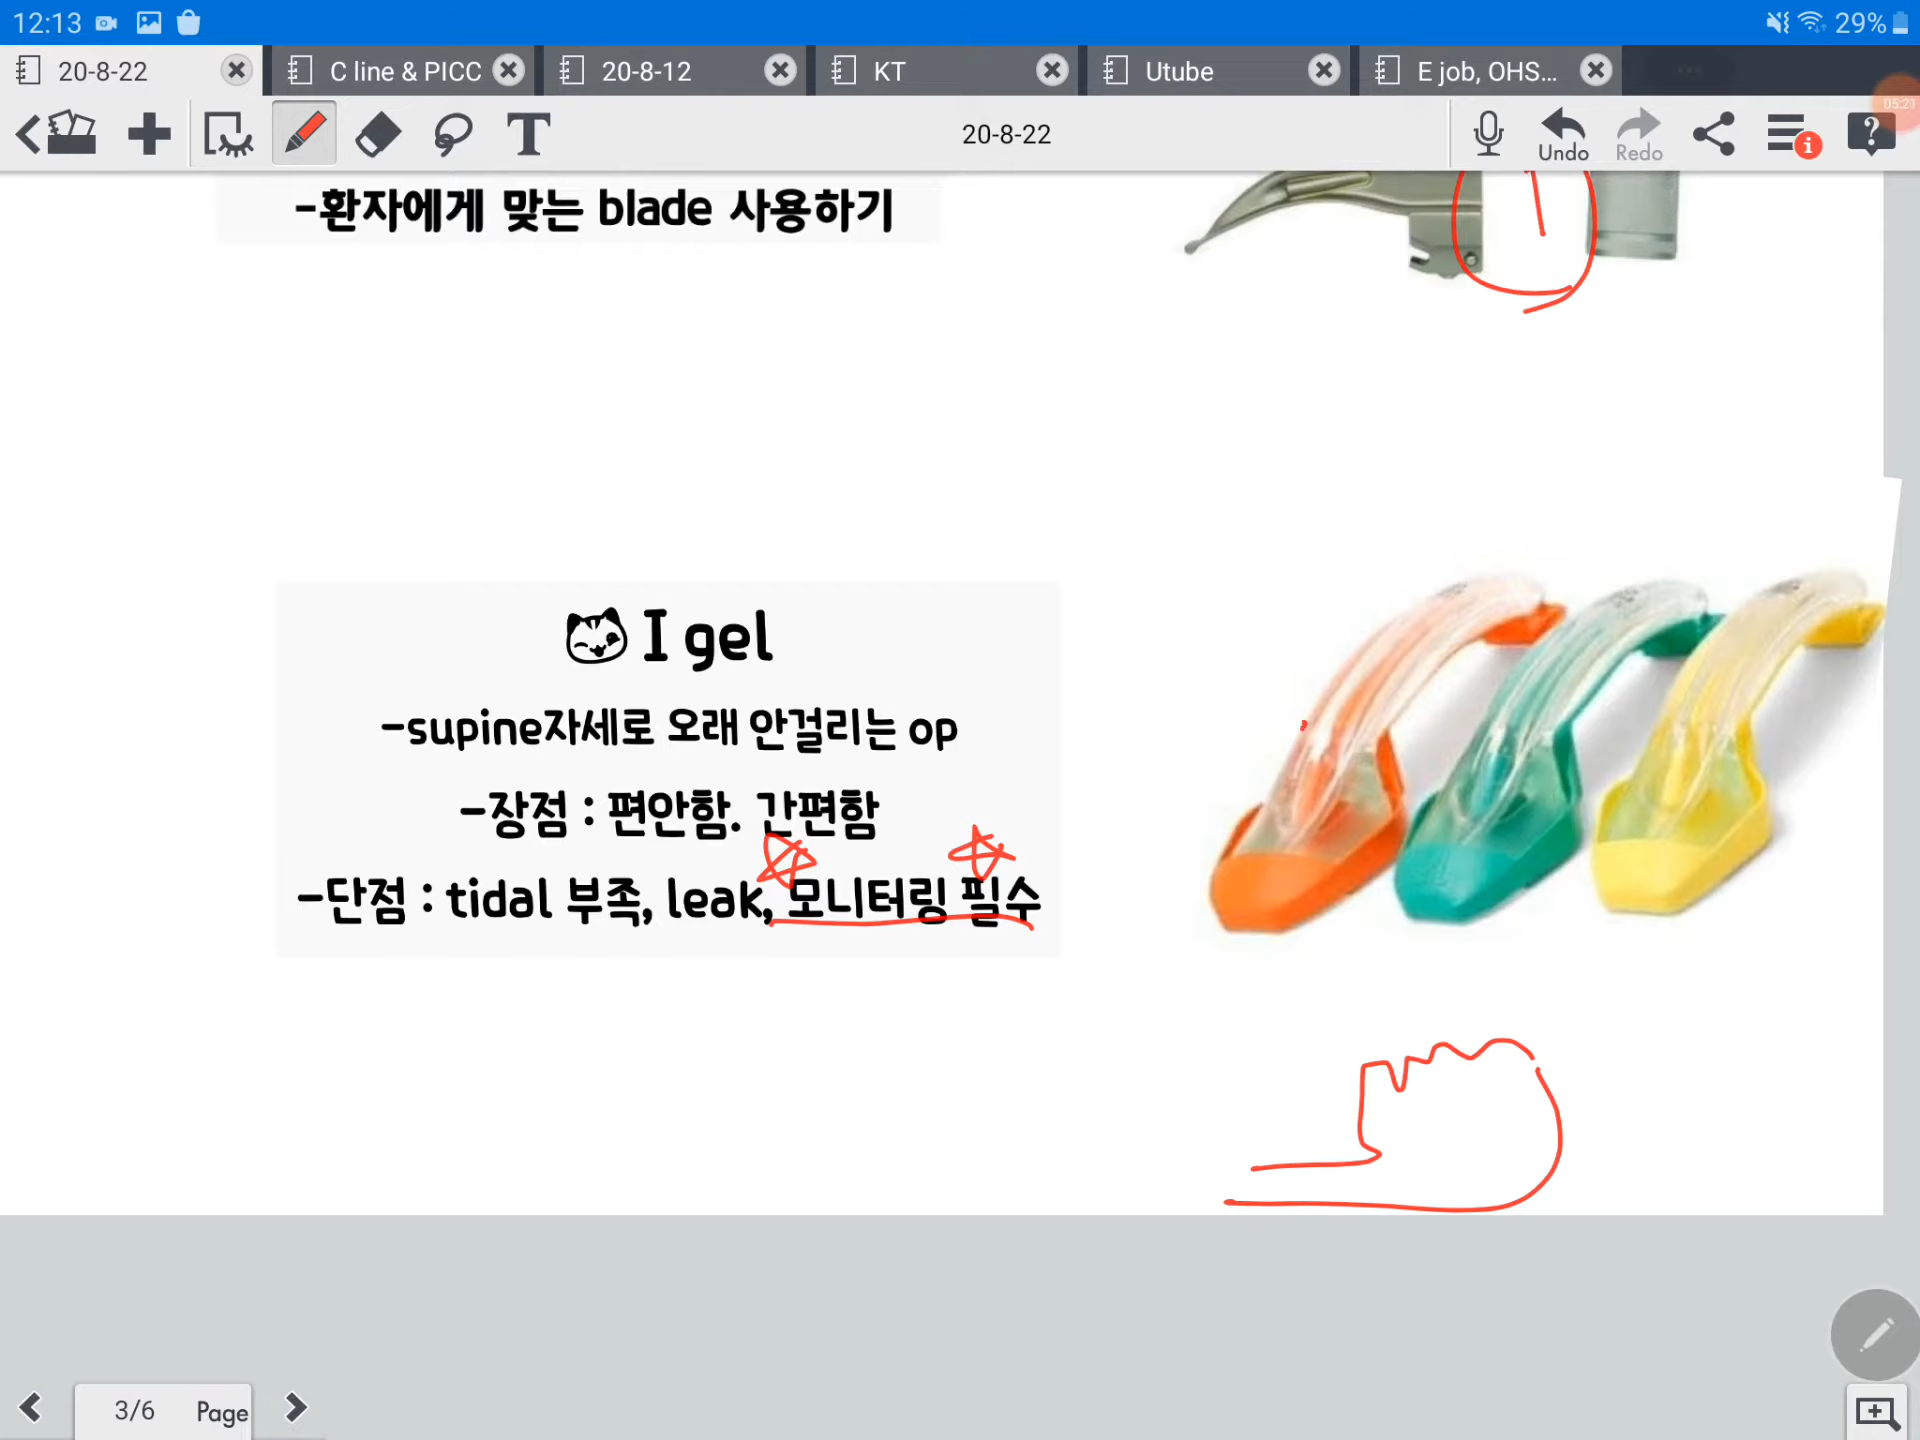 12:13 29%
20-8-22 C line & PICC 20-8-12 KT Utube E job, OHS...
05:21
20-8-22
Undo Redo
-환자에게 맞는 blade 사용하기
I gel
-supine자세로 오래 안걸리는 op
-장점 : 편안함. 간편함
-단점 : tidal 부족, leak, 모니터링 필수
3/6 Page